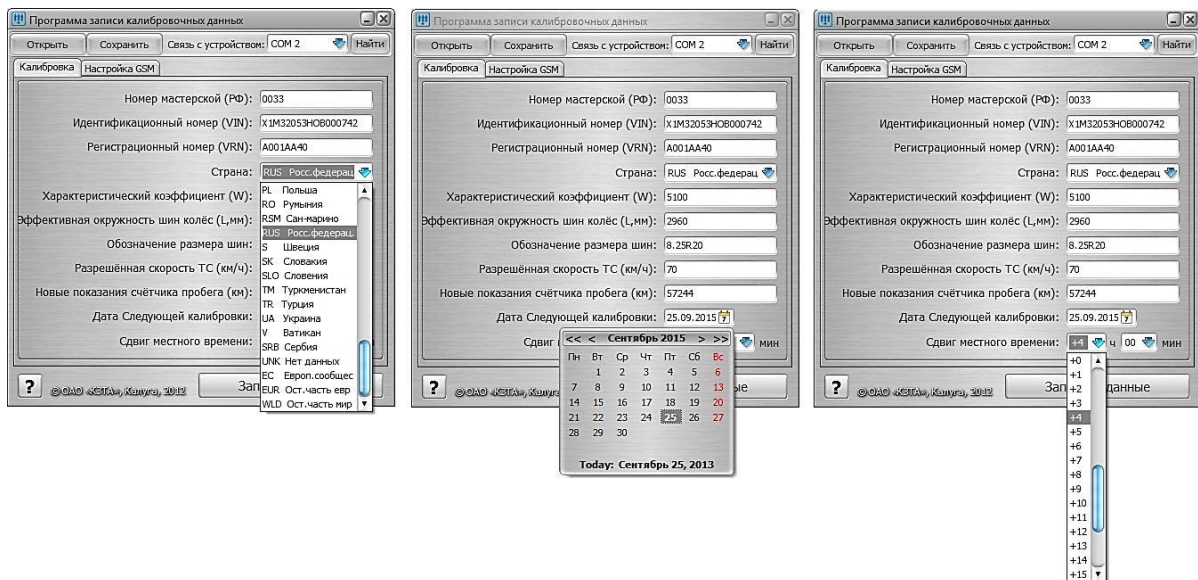 Программа записи калибровочных данных
Открыть Сохранить Связь с устройством: COM 2 Найти
Калибровка Настройка GSM
Номер мастерской (РФ): 0033
Идентификационный номер (VIN): X1M32053HOB000742
Регистрационный номер (VRN): A001AA40
Страна: RUS Росс.федерац
Характеристический коэффициент (W):
Эффективная окружность шин колёс (L,мм):
Обозначение размера шин:
Разрешённая скорость ТС (км/ч):
Новые показания счётчика пробега (км):
Дата Следующей калибровки:
Сдвиг местного времени:
PL Польша
RO Румыния
RSM Сан-марино
RUS Росс.федерац.
S Швеция
SK Словакия
SLO Словения
TM Туркменистан
TR Турция
UA Украина
V Ватикан
SRB Сербия
UNK Нет данных
EC Европ.сообщес
EUR Ост.часть евр
WLD Ост.часть мир
? © ОАО «КЗТА», Калуга, 2012 Зап
Программа записи калибровочных данных
Открыть Сохранить Связь с устройством: COM 2 Найти
Калибровка Настройка GSM
Номер мастерской (РФ): 0033
Идентификационный номер (VIN): X1M32053HOB000742
Регистрационный номер (VRN): A001AA40
Страна: RUS Росс.федерац
Характеристический коэффициент (W): 5100
Эффективная окружность шин колёс (L,мм): 2960
Обозначение размера шин: 8.25R20
Разрешённая скорость ТС (км/ч): 70
Новые показания счётчика пробега (км): 57244
Дата Следующей калибровки: 25.09.2015 7
Сдвиг мин
<< < Сентябрь 2015 > >>
Пн Вт Ср Чт Пт Сб Вс
1 2 3 4 5 6
7 8 9 10 11 12 13
14 15 16 17 18 19 20
21 22 23 24 25 26 27
28 29 30
Today: Сентябрь 25, 2013
? © ОАО «КЗТА», Калуга ые
Программа записи калибровочных данных
Открыть Сохранить Связь с устройством: COM 2 Найти
Калибровка Настройка GSM
Номер мастерской (РФ): 0033
Идентификационный номер (VIN): X1M32053HOB000742
Регистрационный номер (VRN): A001AA40
Страна: RUS Росс.федерац
Характеристический коэффициент (W): 5100
Эффективная окружность шин колёс (L,мм): 2960
Обозначение размера шин: 8.25R20
Разрешённая скорость ТС (км/ч): 70
Новые показания счётчика пробега (км): 57244
Дата Следующей калибровки: 25.09.2015 7
Сдвиг местного времени: +4 ч 00 мин
+0
+1
+2
+3
+4
+5
+6
+7
+8
+9
+10
+11
+12
+13
+14
+15
? © ОАО «КЗТА», Калуга, 2012 Зап данные